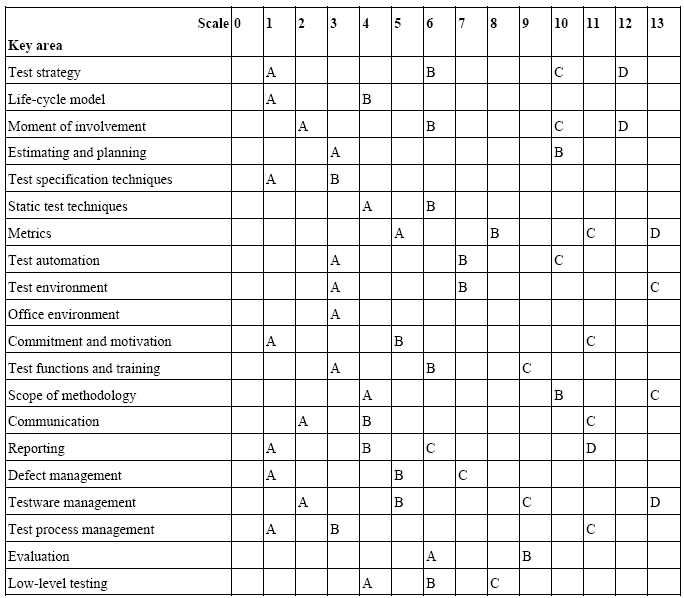 Scale 0 1 2 3 4 5 6 7 8 9 10 11 12 13
Key area
Test strategy A B C D
Life-cycle model A B
Moment of involvement A B C D
Estimating and planning A B
Test specification techniques A B
Static test techniques A B
Metrics A B C D
Test automation A B C
Test environment A B C
Office environment A
Commitment and motivation A B C
Test functions and training A B C
Scope of methodology A B C
Communication A B C
Reporting A B C D
Defect management A B C
Testware management A B C D
Test process management A B C
Evaluation A B
Low-level testing A B C